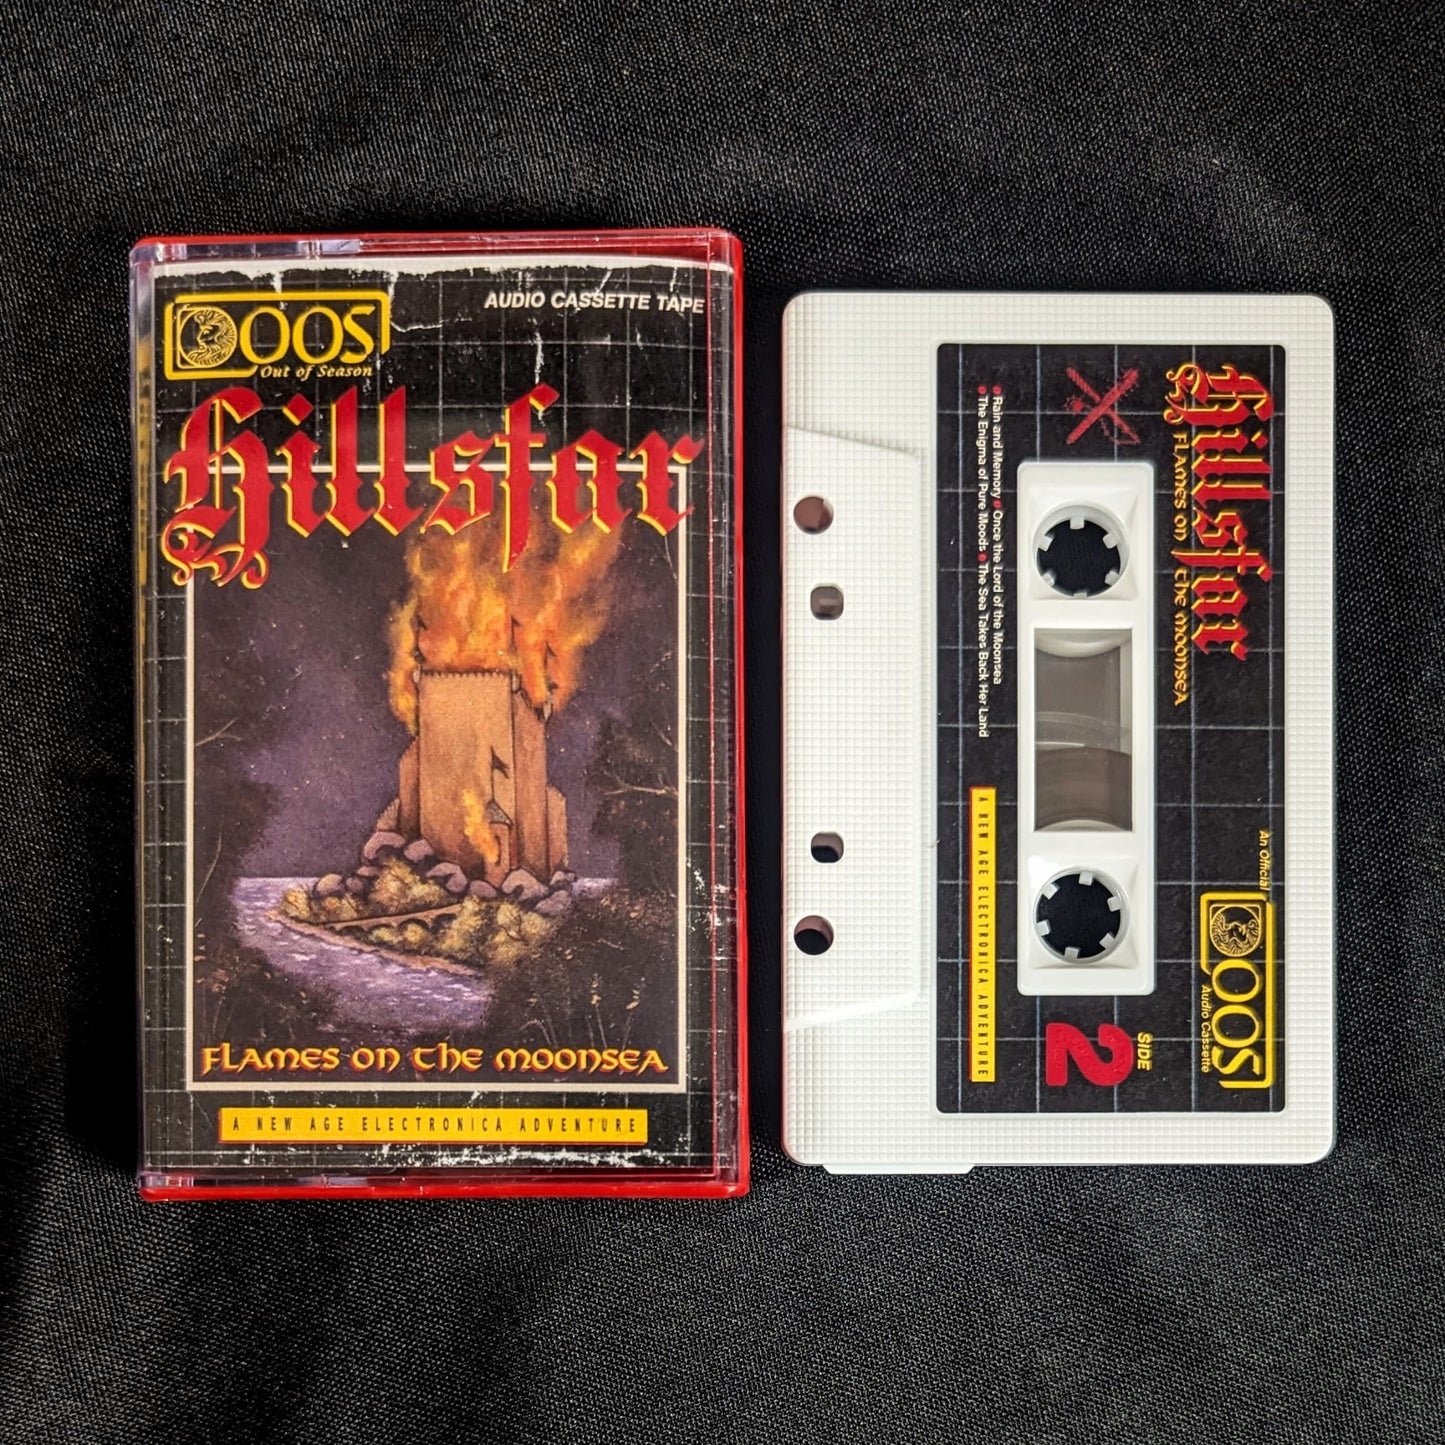 AUDIO CASSETTE TAPE
OOS
Out of Season
Hillsfar
FLAMES ON THE MOONSEA
A NEW AGE ELECTRONICA ADVENTURE
Hillsfar
FLAMES ON THE MOONSEA
Rain and Memory Once the Lord of the Moonsea
The Enigma of Pure Moods The Sea Takes Back Her Land
A NEW AGE ELECTRONICA ADVENTURE
An Official
OOS
Audio Cassette
SIDE
2